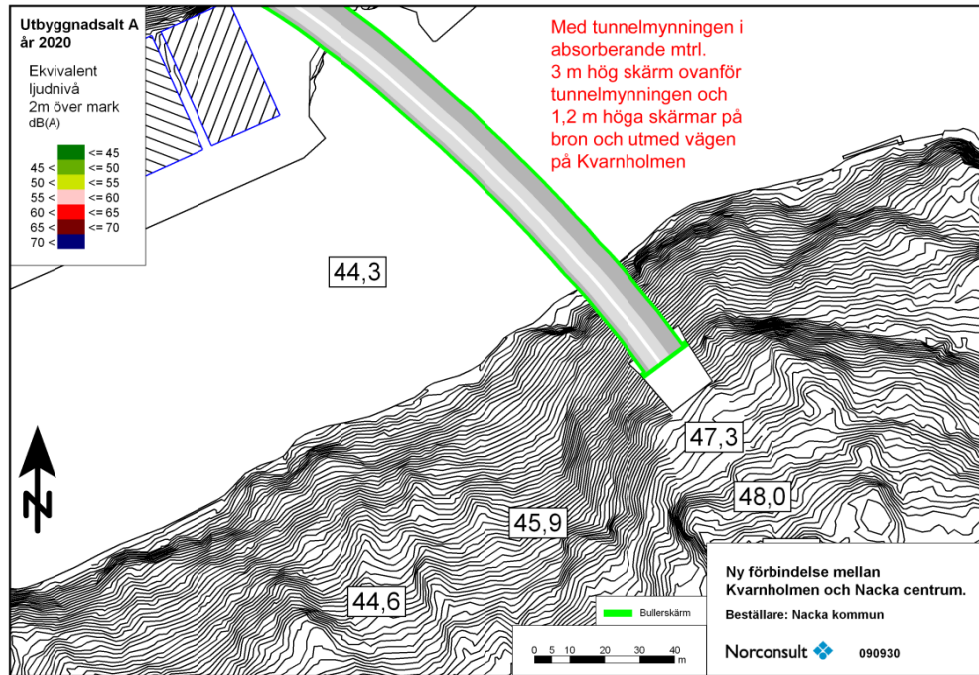 Utbyggnadsalt A
år 2020
Ekvivalent
ljudnivå
2m över mark
dB(A)
<= 45
45 < <= 50
50 < <= 55
55 < <= 60
60 < <= 65
65 < <= 70
70 <
Med tunnelmynningen i
absorberande mtrl.
3 m hög skärm ovanför
tunnelmynningen och
1,2 m höga skärmar på
bron och utmed vägen
på Kvarnholmen
44,3
47,3
48,0
45,9
44,6
N
Bullerskärm
0 5 10 20 30 40
m
Ny förbindelse mellan
Kvarnholmen och Nacka centrum.
Beställare: Nacka kommun
Norconsult 090930